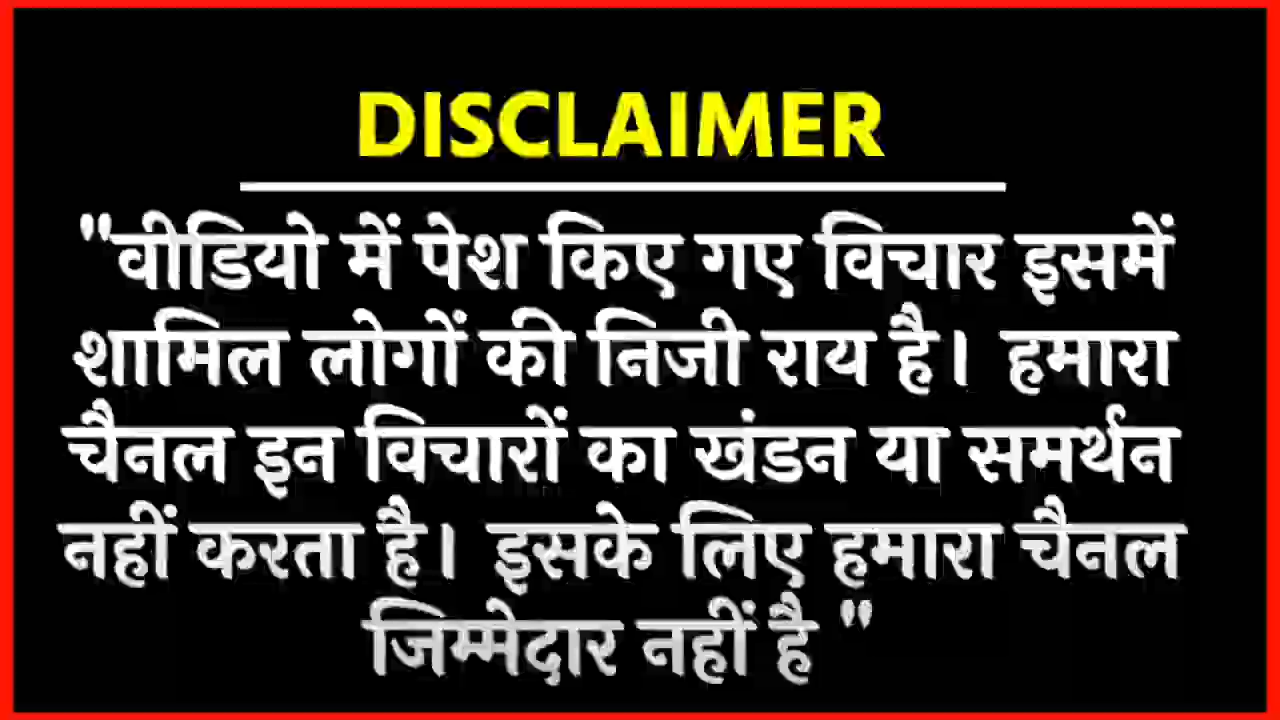 DISCLAIMER
"वीडियो में पेश किए गए विचार इसमें
शामिल लोगों की निजी राय है। हमारा
चैनल इन विचारों का खंडन या समर्थन
नहीं करता है। इसके लिए हमारा चैनल
जिम्मेदार नहीं है "